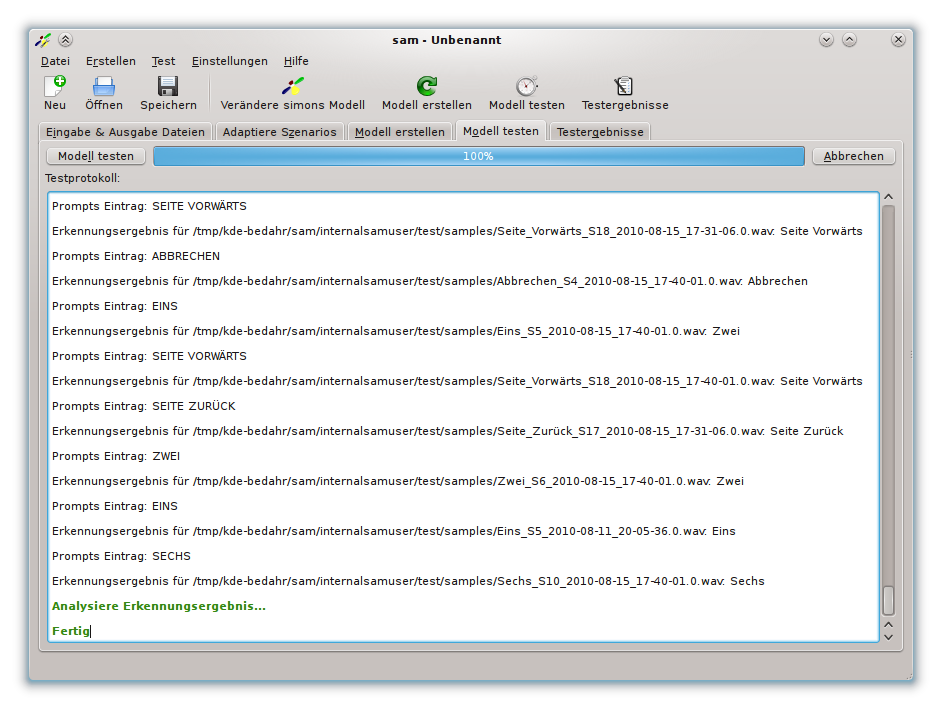 sam - Unbenannt
Datei Erstellen Test Einstellungen Hilfe
Neu Öffnen Speichern Verändere simons Modell Modell erstellen Modell testen Testergebnisse
Eingabe & Ausgabe Dateien Adaptiere Szenarios Modell erstellen Modell testen Testergebnisse
Modell testen 100% Abbrechen
Testprotokoll:
Prompts Eintrag: SEITE VORWÄRTS
Erkennungsergebnis für /tmp/kde-bedahr/sam/internalsamuser/test/samples/Seite_Vorwärts_S18_2010-08-15_17-31-06.0.wav: Seite Vorwärts
Prompts Eintrag: ABBRECHEN
Erkennungsergebnis für /tmp/kde-bedahr/sam/internalsamuser/test/samples/Abbrechen_S4_2010-08-15_17-40-01.0.wav: Abbrechen
Prompts Eintrag: EINS
Erkennungsergebnis für /tmp/kde-bedahr/sam/internalsamuser/test/samples/Eins_S5_2010-08-15_17-40-01.0.wav: Zwei
Prompts Eintrag: SEITE VORWÄRTS
Erkennungsergebnis für /tmp/kde-bedahr/sam/internalsamuser/test/samples/Seite_Vorwärts_S18_2010-08-15_17-40-01.0.wav: Seite Vorwärts
Prompts Eintrag: SEITE ZURÜCK
Erkennungsergebnis für /tmp/kde-bedahr/sam/internalsamuser/test/samples/Seite_Zurück_S17_2010-08-15_17-31-06.0.wav: Seite Zurück
Prompts Eintrag: ZWEI
Erkennungsergebnis für /tmp/kde-bedahr/sam/internalsamuser/test/samples/Zwei_S6_2010-08-15_17-40-01.0.wav: Zwei
Prompts Eintrag: EINS
Erkennungsergebnis für /tmp/kde-bedahr/sam/internalsamuser/test/samples/Eins_S5_2010-08-11_20-05-36.0.wav: Eins
Prompts Eintrag: SECHS
Erkennungsergebnis für /tmp/kde-bedahr/sam/internalsamuser/test/samples/Sechs_S10_2010-08-15_17-40-01.0.wav: Sechs
Analysiere Erkennungsergebnis...
Fertig